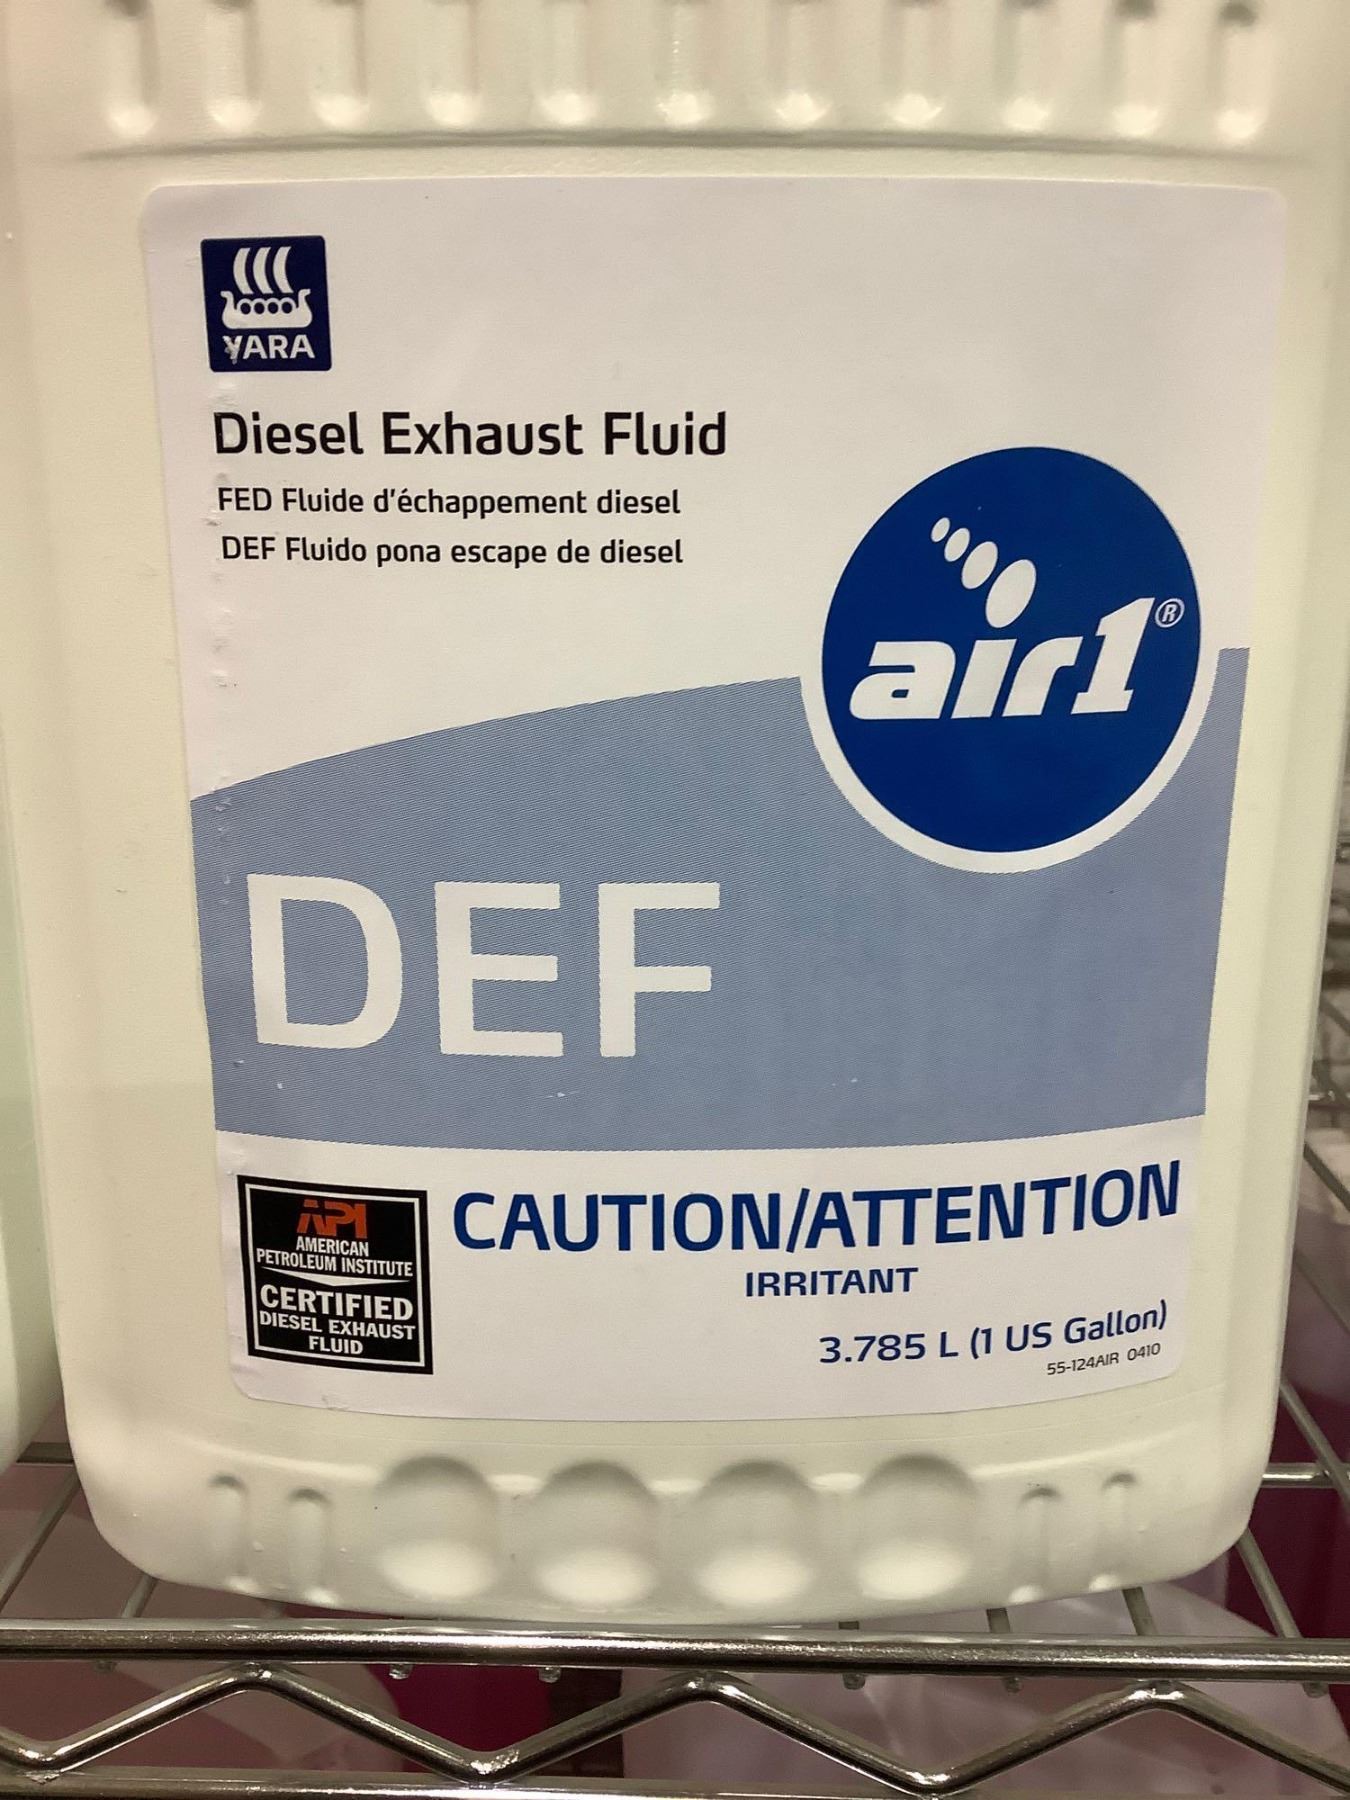 YARA
Diesel Exhaust Fluid
FED Fluide d'échappement diesel
DEF Fluido pona escape de diesel
air1®
DEF
API
AMERICAN
PETROLEUM INSTITUTE
CERTIFIED
DIESEL EXHAUST
FLUID
CAUTION/ATTENTION
IRRITANT
3.785 L (1 US Gallon)
55-124AIR 0410